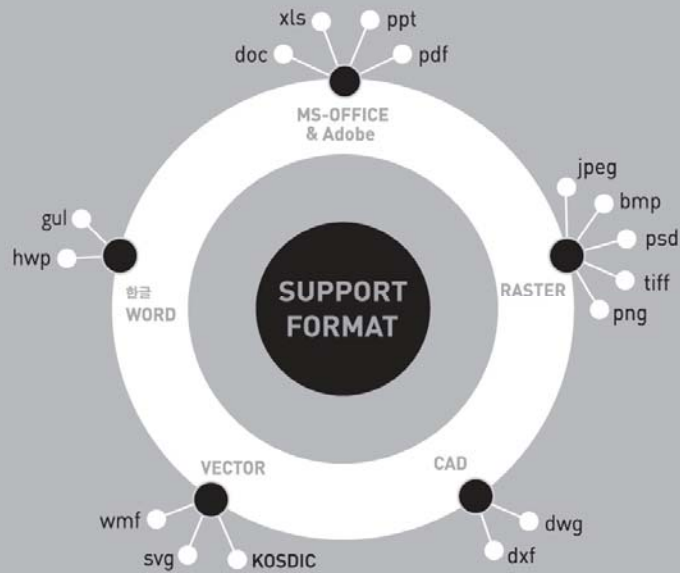 xls
ppt
doc
pdf
MS-OFFICE
& Adobe
jpeg
bmp
psd
tiff
png
RASTER
gul
hwp
한글
WORD
SUPPORT
FORMAT
VECTOR
CAD
wmf
svg
KOSDIC
dwg
dxf